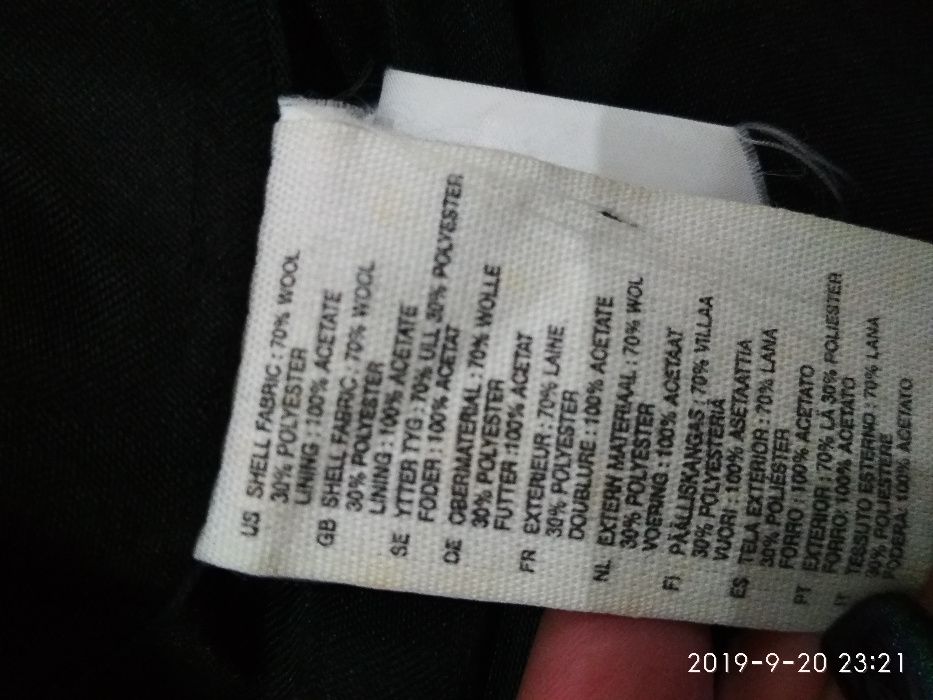 US SHELL FABRIC : 70% WOOL
30% POLYESTER
LINING : 100% ACETATE
GB SHELL FABRIC : 70% WOOL
30% POLYESTER
LINING : 100% ACETATE
SE YTTER TYG : 70% ULL 30% POLYESTER
FODER : 100% ACETAT
DE OBERMATERIAL : 70% WOLLE
30% POLYESTER
FUTTER :100% ACETAT
FR EXTERIEUR : 70% LAINE
30% POLYESTER
DOUBLURE : 100% ACETATE
NL EXTERN MATERIAAL : 70% WOL
30% POLYESTER
VOERING : 100% ACETAAT
FI PÄÄLLISKANGAS : 70% VILLAA
30% POLYESTERIA
VUORI : 100% ASETAATTIA
ES TELA EXTERIOR : 70% LANA
30% POLIESTER
FORRO : 100% ACETATO
PT EXTERIOR : 70% LÃ 30% POLIESTER
FORRO: 100% ACETATO
IT TESSUTO ESTERNO : 70% LANA
30% POLIESTERE
FODERA: 100% ACETATO
2019-9-20 23:21